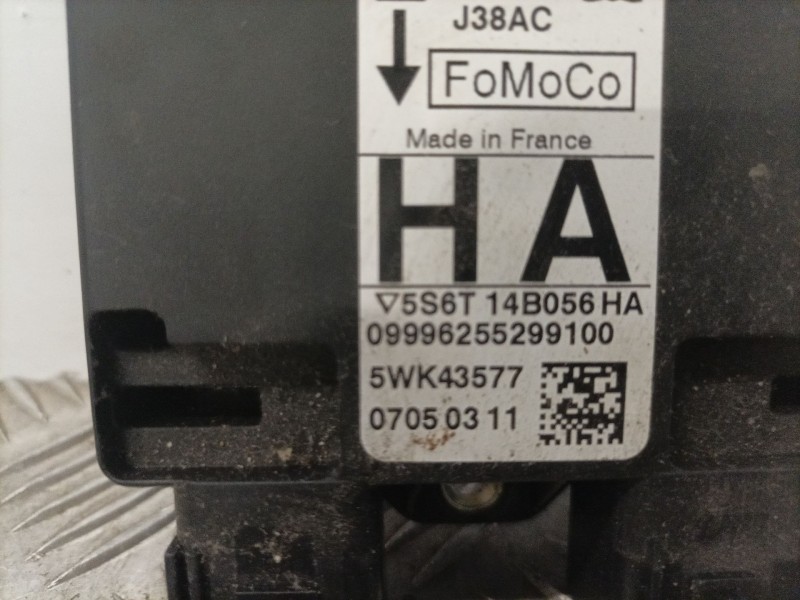 J38AC
FoMoCo
Made in France
HA
5S6T 14B056 HA
09996255299100
5WK43577
0705 03 11